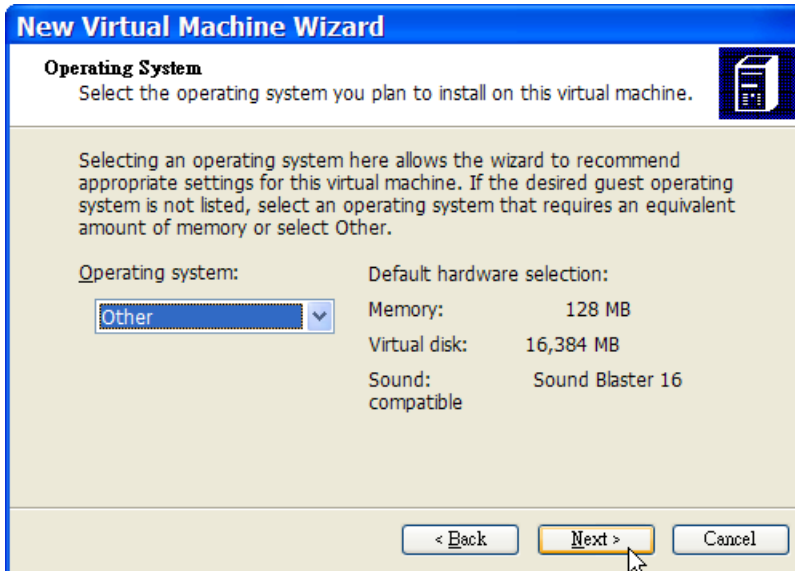 New Virtual Machine Wizard
Operating System
Select the operating system you plan to install on this virtual machine.
Selecting an operating system here allows the wizard to recommend
appropriate settings for this virtual machine. If the desired guest operating
system is not listed, select an operating system that requires an equivalent
amount of memory or select Other.
Operating system:
Other
Default hardware selection:
Memory: 128 MB
Virtual disk: 16,384 MB
Sound: Sound Blaster 16
compatible
< Back Next > Cancel